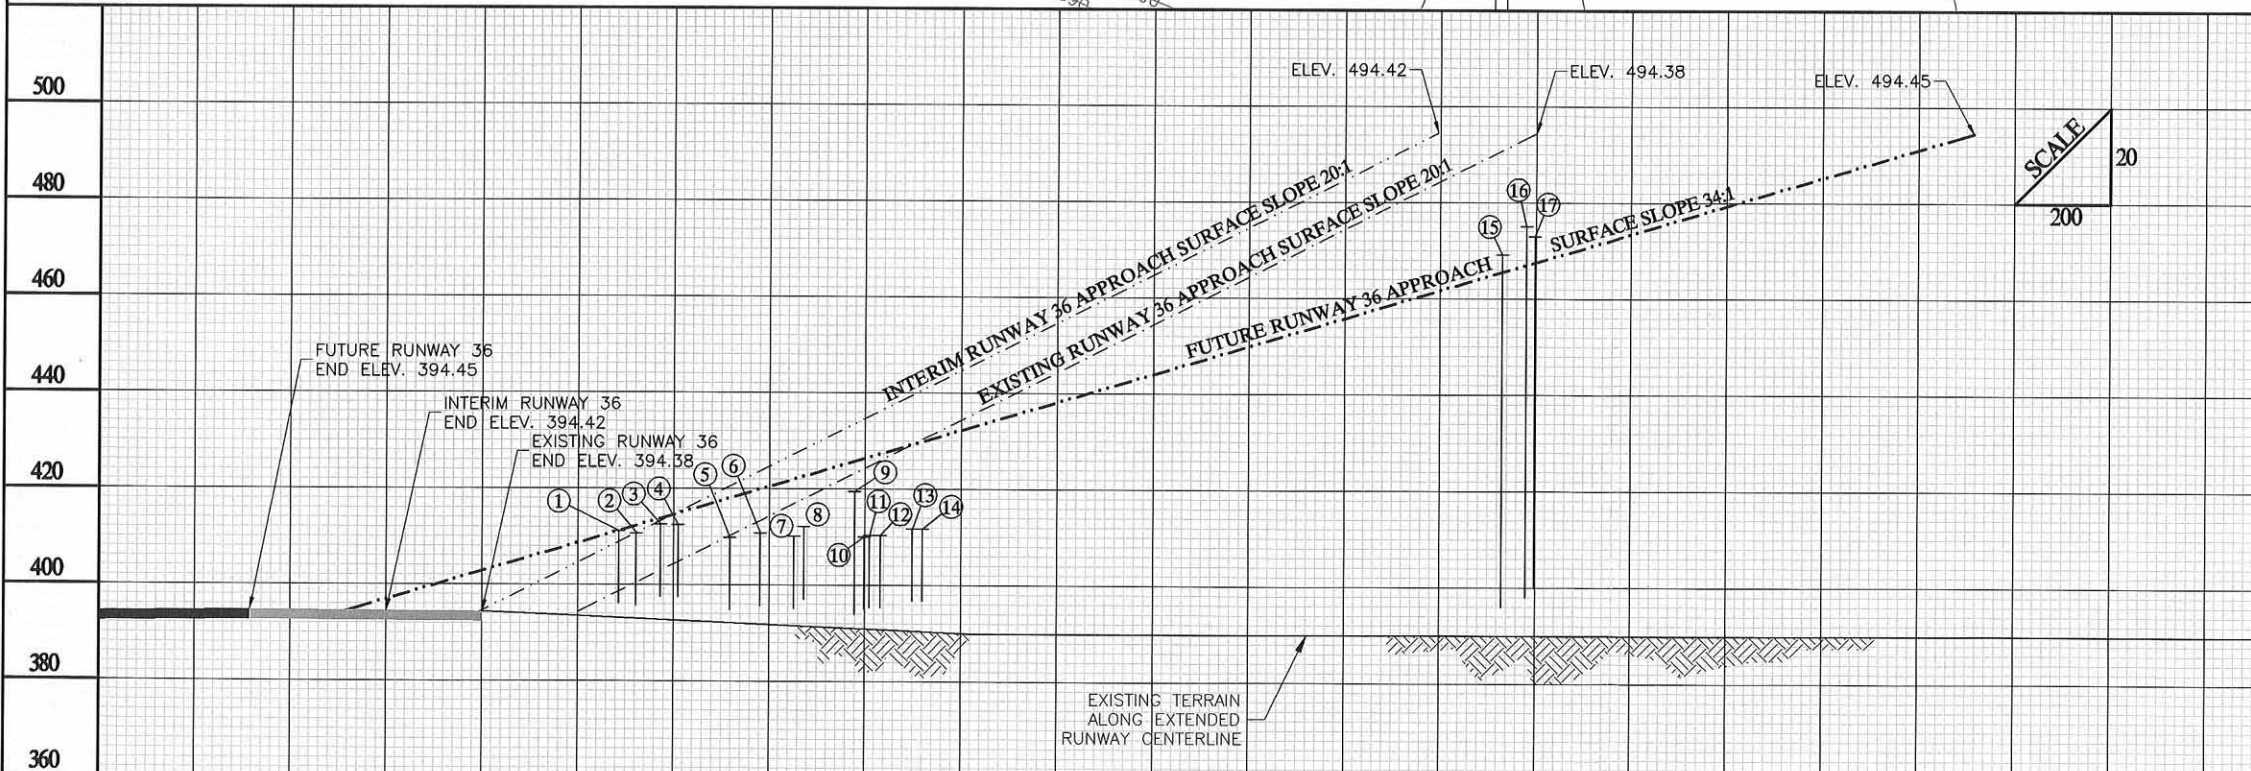 500
480
460
440
420
400
380
360
ELEV. 494.42
ELEV. 494.38
ELEV. 494.45
SCALE
20
200
INTERIM RUNWAY 36 APPROACH SURFACE SLOPE 20:1
EXISTING RUNWAY 36 APPROACH SURFACE SLOPE 20:1
FUTURE RUNWAY 36 APPROACH SURFACE SLOPE 34:1
FUTURE RUNWAY 36
END ELEV. 394.45
INTERIM RUNWAY 36
END ELEV. 394.42
EXISTING RUNWAY 36
END ELEV. 394.38
1
2
3
4
5
6
7
8
9
10
11
12
13
14
15
16
17
EXISTING TERRAIN
ALONG EXTENDED
RUNWAY CENTERLINE